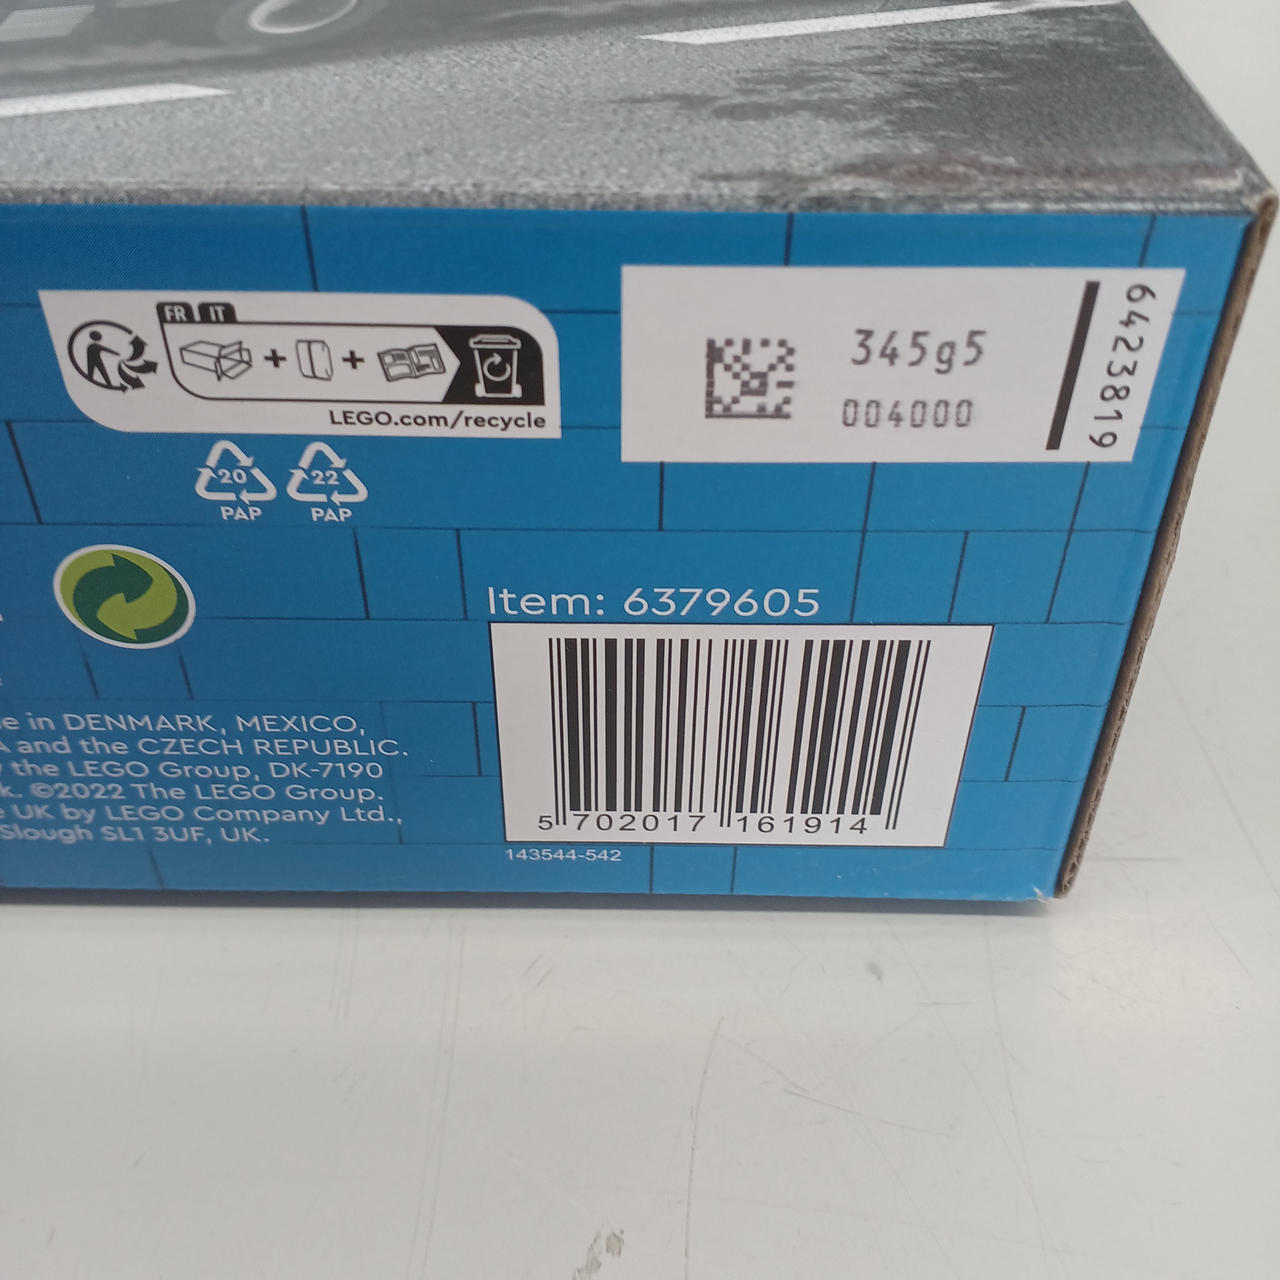 FR IT
LEGO.com/recycle
20
PAP
22
PAP
345g5
004000
6423819
Item: 6379605
5 702017 161914
143544-542
in DENMARK, MEXICO,
and the CZECH REPUBLIC.
the LEGO Group, DK-7190
©2022 The LEGO Group.
UK by LEGO Company Ltd.,
Slough SL1 3UF, UK.